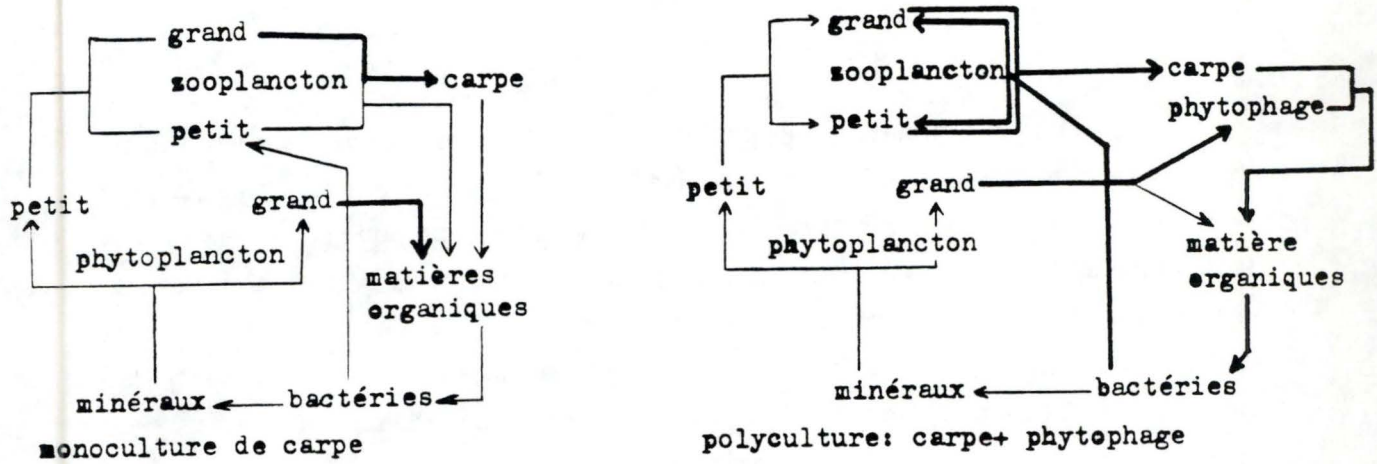 grand
zooplancton
petit
carpe
petit
grand
phytoplancton
matières
organiques
minéraux
bactéries
monoculture de carpe
grand
zooplancton
petit
carpe
phytophage
petit
grand
phytoplancton
matière
organiques
minéraux
bactéries
polyculture: carpe+ phytophage